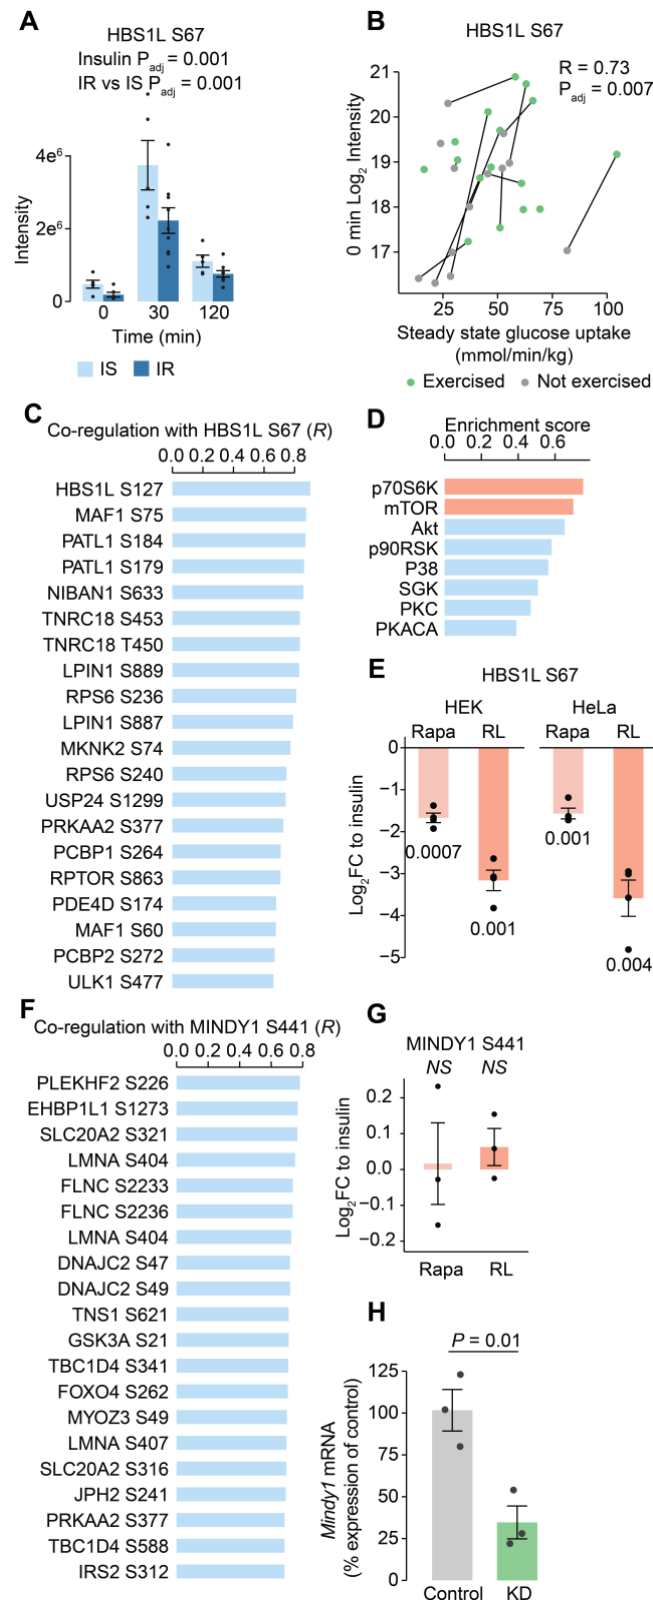 A
HBS1L S67
Insulin Padj = 0.001
IR vs IS Padj = 0.001
4e6
2e6
0
Intensity
0 30 120
Time (min)
IS IR
B
HBS1L S67
R = 0.73
Padj = 0.007
21
20
19
18
17
0 min Log2 Intensity
25 50 75 100
Steady state glucose uptake
(mmol/min/kg)
Exercised Not exercised
C
Co-regulation with HBS1L S67 (R)
0.0 0.2 0.4 0.6 0.8
HBS1L S127
MAF1 S75
PATL1 S184
PATL1 S179
NIBAN1 S633
TNRC18 S453
TNRC18 T450
LPIN1 S889
RPS6 S236
LPIN1 S887
MKNK2 S74
RPS6 S240
USP24 S1299
PRKAA2 S377
PCBP1 S264
RPTOR S863
PDE4D S174
MAF1 S60
PCBP2 S272
ULK1 S477
D
Enrichment score
0.0 0.2 0.4 0.6
p70S6K
mTOR
Akt
p90RSK
P38
SGK
PKC
PKACA
E
HBS1L S67
HEK HeLa
Rapa RL Rapa RL
0
−1
−2
−3
−4
−5
Log2FC to insulin
0.0007
0.001
0.001
0.004
F
Co-regulation with MINDY1 S441 (R)
0.0 0.2 0.4 0.6 0.8
PLEKHF2 S226
EHBP1L1 S1273
SLC20A2 S321
LMNA S404
FLNC S2233
FLNC S2236
LMNA S404
DNAJC2 S47
DNAJC2 S49
TNS1 S621
GSK3A S21
TBC1D4 S341
FOXO4 S262
MYOZ3 S49
LMNA S407
SLC20A2 S316
JPH2 S241
PRKAA2 S377
TBC1D4 S588
IRS2 S312
G
MINDY1 S441
NS NS
0.2
0.1
0.0
−0.1
−0.2
Log2FC to insulin
Rapa RL
H
P = 0.01
125
100
75
50
25
0
Mindy1 mRNA
(% expression of control)
Control KD